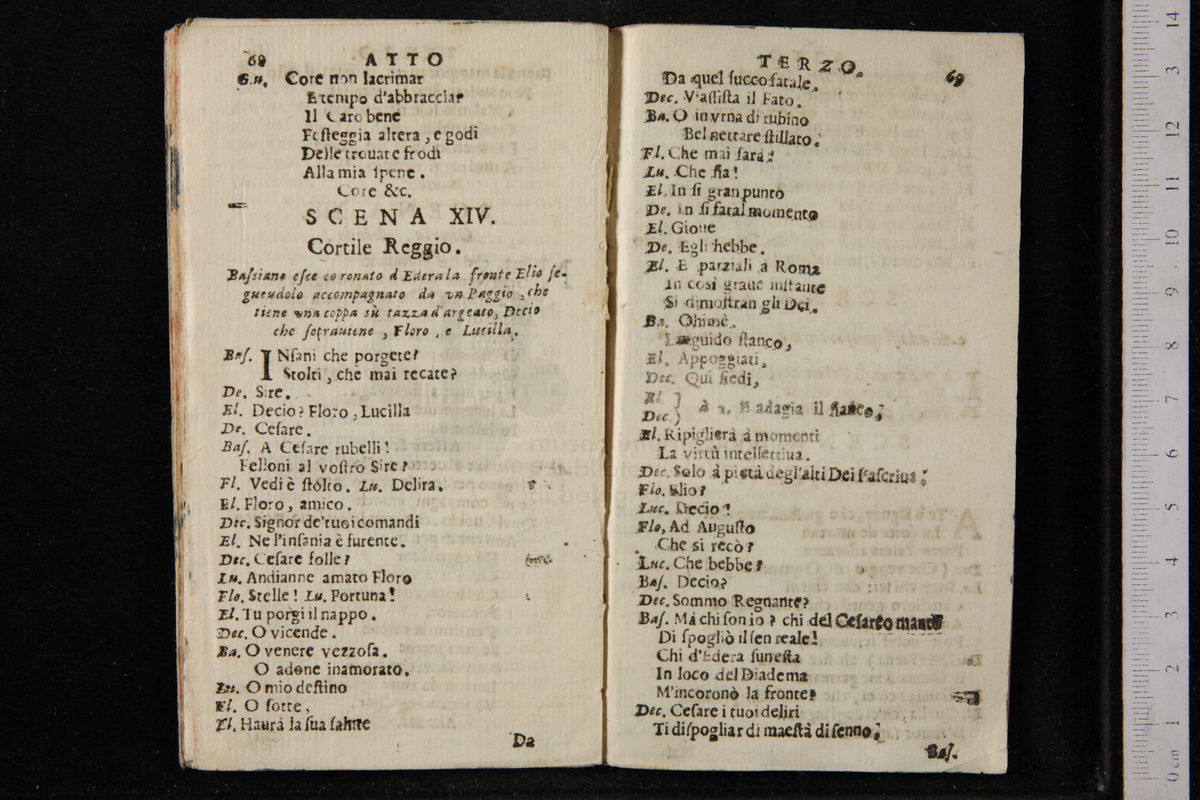 68 ATTO
G.u. Core non lacrimar
E tempo d'abbracciar
Il Caro bene
Festeggia altera, e godi
Delle trouate frodi
Alla mia spene.
Core &c.
SCENA XIV.
Cortile Reggio.
Baſsiano eſce coronato d Edera la fronte Elio ſe-
guendolo accompagnato da vn Paggio, che
tiene vna coppa sù tazza d'argento, Decio
che ſoprauiene, Floro, e Lucilla.
Baſ. INſani che porgete?
Stolti, che mai recate?
De. Sire.
El. Decio? Floro, Lucilla
De. Ceſare.
Baſ. A Ceſare rubelli!
Felloni al voſtro Sire?
Fl. Vedi è ſtolto. Lu. Delira.
El. Floro, amico.
Dec. Signor de'tuoi comandi
El. Ne l'inſania è furente.
Dec. Ceſare folle?
Lu. Andianne amato Floro
Flo. Stelle! Lu. Fortuna!
El. Tu porgi il nappo.
Dec. O vicende.
Ba. O venere vezzoſa.
O adone inamorato.
Lu. O mio deſtino
Fl. O ſorte,
El. Haurà la ſua ſalute
Da
TERZO. 69
Da quel ſucco fatale.
Dec. V'aſſiſta il Fato.
Ba. O in vrna di rubino
Bel nettare ſtillato.
Fl. Che mai ſarà!
Lu. Che fia!
El. In ſi gran punto
De. In ſi fatal momento
El. Gioue
De. Egli hebbe.
El. E parziali à Roma
In così graue inſtante
Si dimoſtran gli Dei.
Ba. Ohimè.
Languido ſtanco,
El. Appoggiati,
Dec. Qui ſiedi,
El. }
Dec. } à 2. E adagia il fianco.
El. Ripiglierà à momenti
La virtù intellettiua.
Dec. Solo à pietà degl'alti Dei s'aſcriua.
Flo. Elio?
Luc. Decio!
Flo, Ad Auguſto
Che si recò?
Luc. Che bebbe?
Baſ. Decio?
Dec. Sommo Regnante?
Baſ. Mà chi ſon io? chi del Ceſareo manto
Di ſpogliò il ſen reale!
Chi d'Edera funeſta
In loco del Diadema
M'incoronò la fronte?
Dec. Ceſare i tuoi deliri
Ti diſpogliar di maeſtà di ſenno.
Baſ.